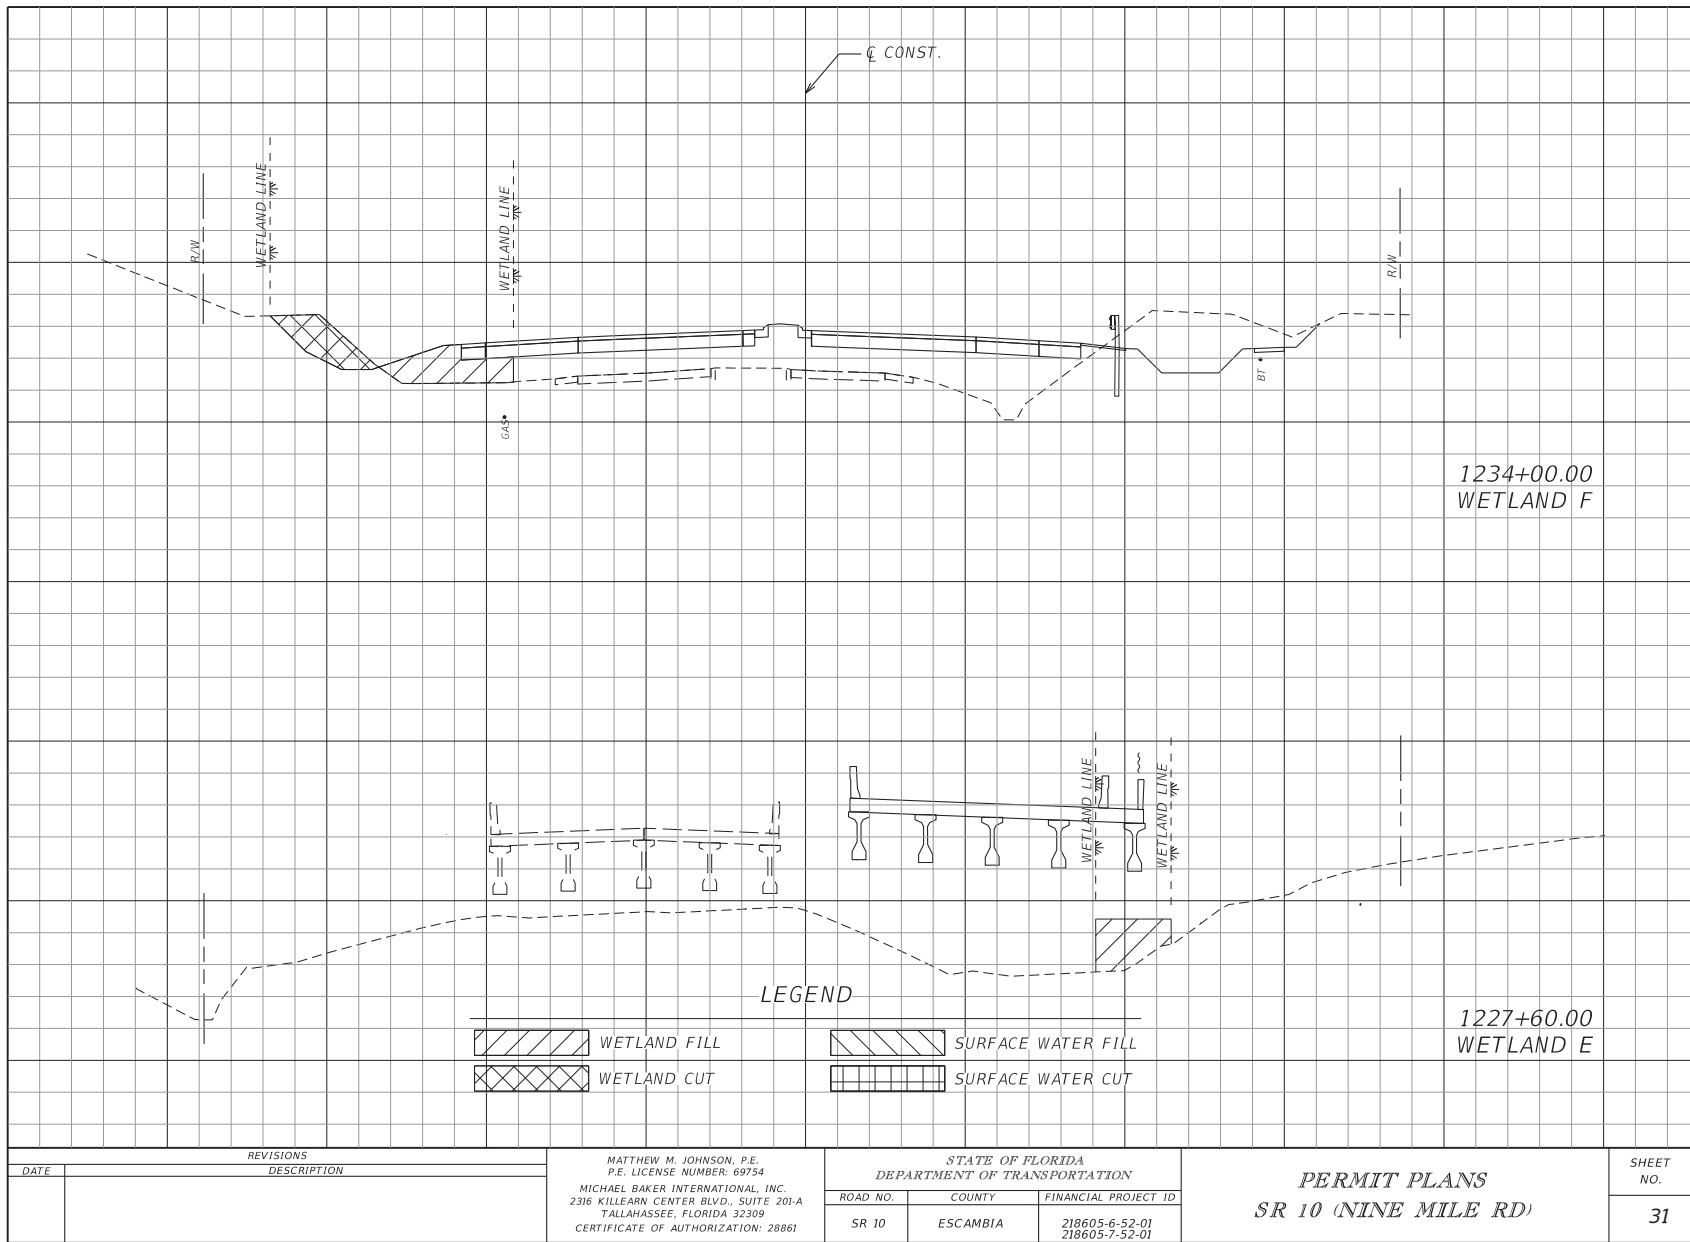 ℄ CONST.
WETLAND LINE
WETLAND LINE
R/W
R/W
GAS
BT
1234+00.00
WETLAND F
WETLAND LINE
WETLAND LINE
1227+60.00
WETLAND E
LEGEND
WETLAND FILL
SURFACE WATER FILL
WETLAND CUT
SURFACE WATER CUT
REVISIONS
DATE
DESCRIPTION
MATTHEW M. JOHNSON, P.E.
P.E. LICENSE NUMBER: 69754
MICHAEL BAKER INTERNATIONAL, INC.
2316 KILLEARN CENTER BLVD., SUITE 201-A
TALLAHASSEE, FLORIDA 32309
CERTIFICATE OF AUTHORIZATION: 28861
STATE OF FLORIDA
DEPARTMENT OF TRANSPORTATION
ROAD NO.
COUNTY
FINANCIAL PROJECT ID
SR 10
ESCAMBIA
218605-6-52-01
218605-7-52-01
PERMIT PLANS
SR 10 (NINE MILE RD)
SHEET
NO.
31